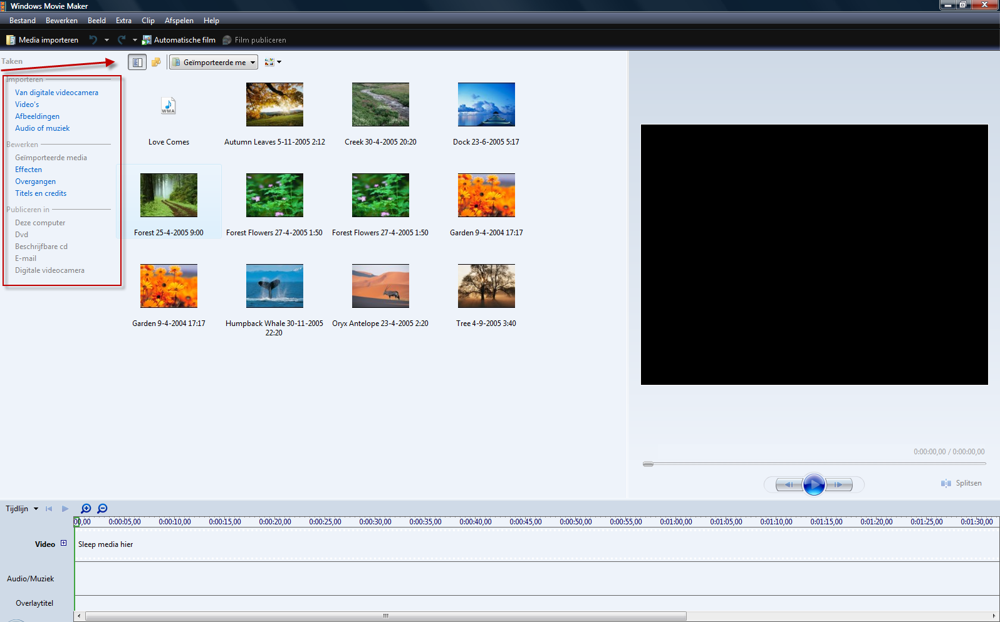 Windows Movie Maker
Bestand Bewerken Beeld Extra Clip Afspelen Help
Media importeren Automatische film Film publiceren
Taken
Geïmporteerde me
Importeren
Van digitale videocamera
Video's
Afbeeldingen
Audio of muziek
Bewerken
Geïmporteerde media
Effecten
Overgangen
Titels en credits
Publiceren in
Deze computer
Dvd
Beschrijfbare cd
E-mail
Digitale videocamera
WMA
Love Comes
Autumn Leaves 5-11-2005 2:12
Creek 30-4-2005 20:20
Dock 23-6-2005 5:17
Forest 25-4-2005 9:00
Forest Flowers 27-4-2005 1:50
Forest Flowers 27-4-2005 1:50
Garden 9-4-2004 17:17
Garden 9-4-2004 17:17
Humpback Whale 30-11-2005
22:20
Oryx Antelope 23-4-2005 2:20
Tree 4-9-2005 3:40
0:00:00,00 / 0:00:00,00
Splitsen
Tijdlijn
00,00 0:00:05,00 0:00:10,00 0:00:15,00 0:00:20,00 0:00:25,00 0:00:30,00 0:00:35,00 0:00:40,00 0:00:45,00 0:00:50,00 0:00:55,00 0:01:00,00 0:01:05,00 0:01:10,00 0:01:15,00 0:01:20,00 0:01:25,00 0:01:30,00
Video
Sleep media hier
Audio/Muziek
Overlaytitel